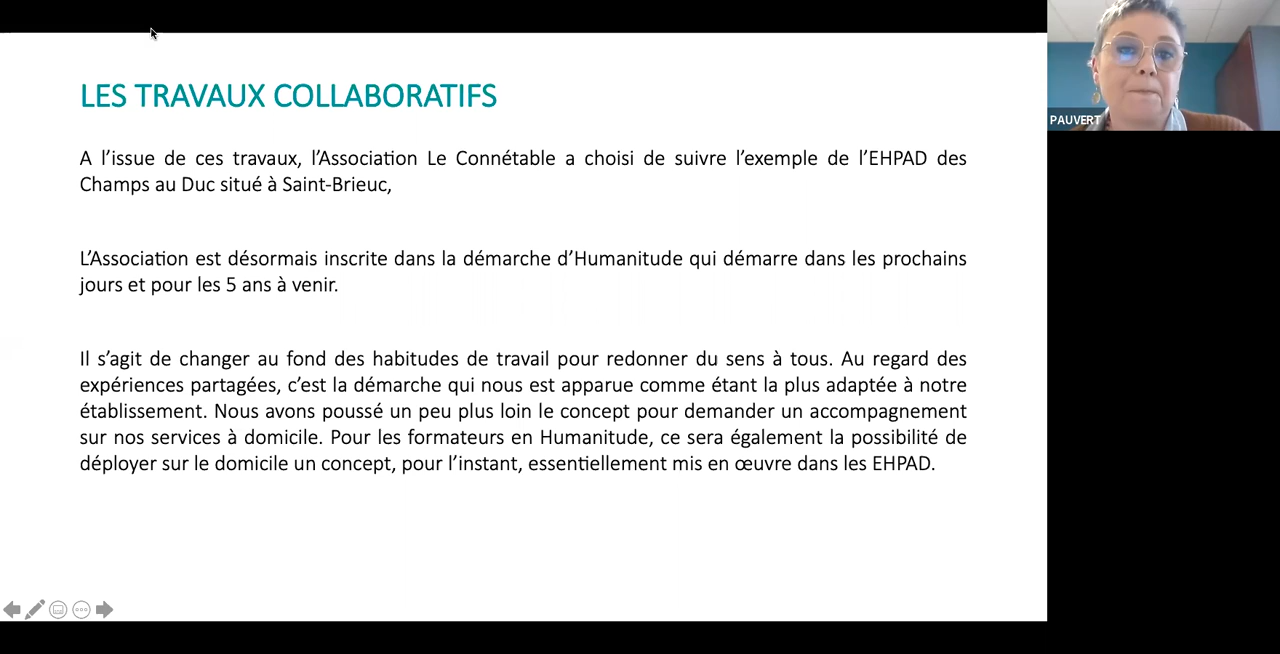 LES TRAVAUX COLLABORATIFS
A l’issue de ces travaux, l’Association Le Connétable a choisi de suivre l’exemple de l’EHPAD des
Champs au Duc situé à Saint-Brieuc,
L’Association est désormais inscrite dans la démarche d’Humanitude qui démarre dans les prochains
jours et pour les 5 ans à venir.
Il s’agit de changer au fond des habitudes de travail pour redonner du sens à tous. Au regard des
expériences partagées, c’est la démarche qui nous est apparue comme étant la plus adaptée à notre
établissement. Nous avons poussé un peu plus loin le concept pour demander un accompagnement
sur nos services à domicile. Pour les formateurs en Humanitude, ce sera également la possibilité de
déployer sur le domicile un concept, pour l’instant, essentiellement mis en œuvre dans les EHPAD.
PAUVERT